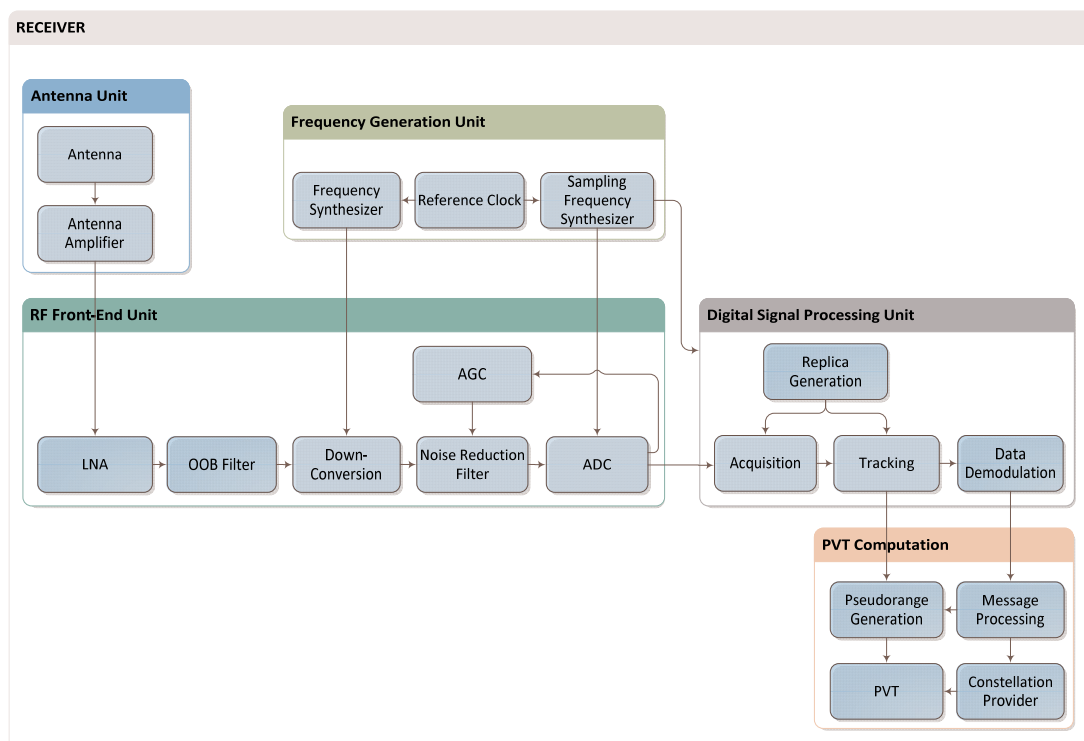 RECEIVER
Antenna Unit
Antenna
Antenna
Amplifier
Frequency Generation Unit
Frequency
Synthesizer
Reference Clock
Sampling
Frequency
Synthesizer
RF Front-End Unit
AGC
LNA
OOB Filter
Down-
Conversion
Noise Reduction
Filter
ADC
Digital Signal Processing Unit
Replica
Generation
Acquisition
Tracking
Data
Demodulation
PVT Computation
Pseudorange
Generation
Message
Processing
PVT
Constellation
Provider